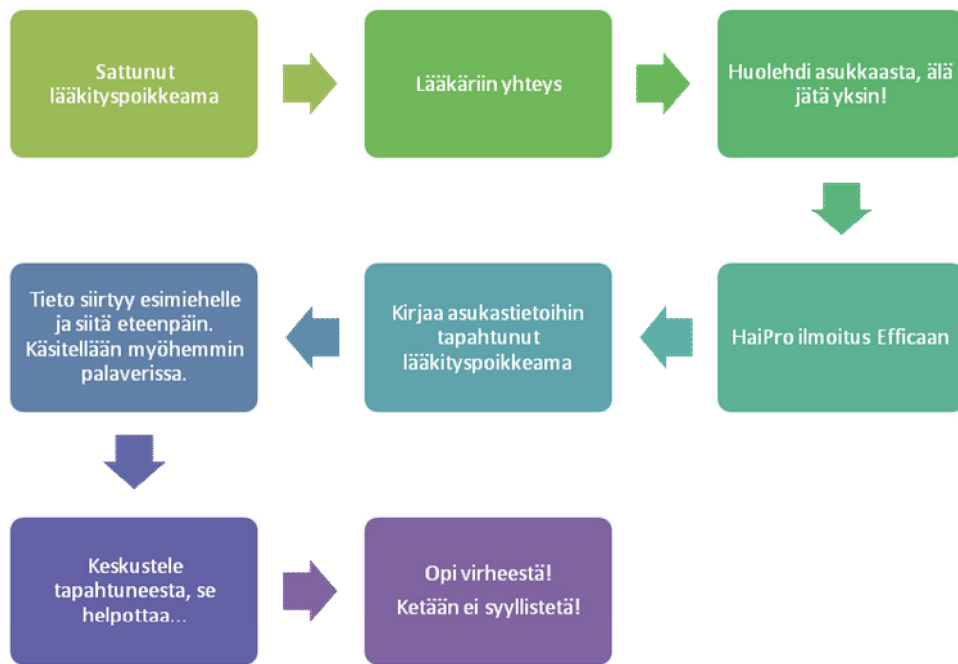 Sattunut
lääkityspoikkeama
Lääkäriin yhteys
Huolehdi asukkaasta, älä
jätä yksin!
HaiPro ilmoitus Efficaan
Kirjaa asukastietoihin
tapahtunut
lääkityspoikkeama
Tieto siirtyy esimiehelle
ja siitä eteenpäin.
Käsitellään myöhemmin
palaverissa.
Keskustele
tapahtuneesta, se
helpottaa...
Opi virheestä!
Ketään ei syyllistetä!